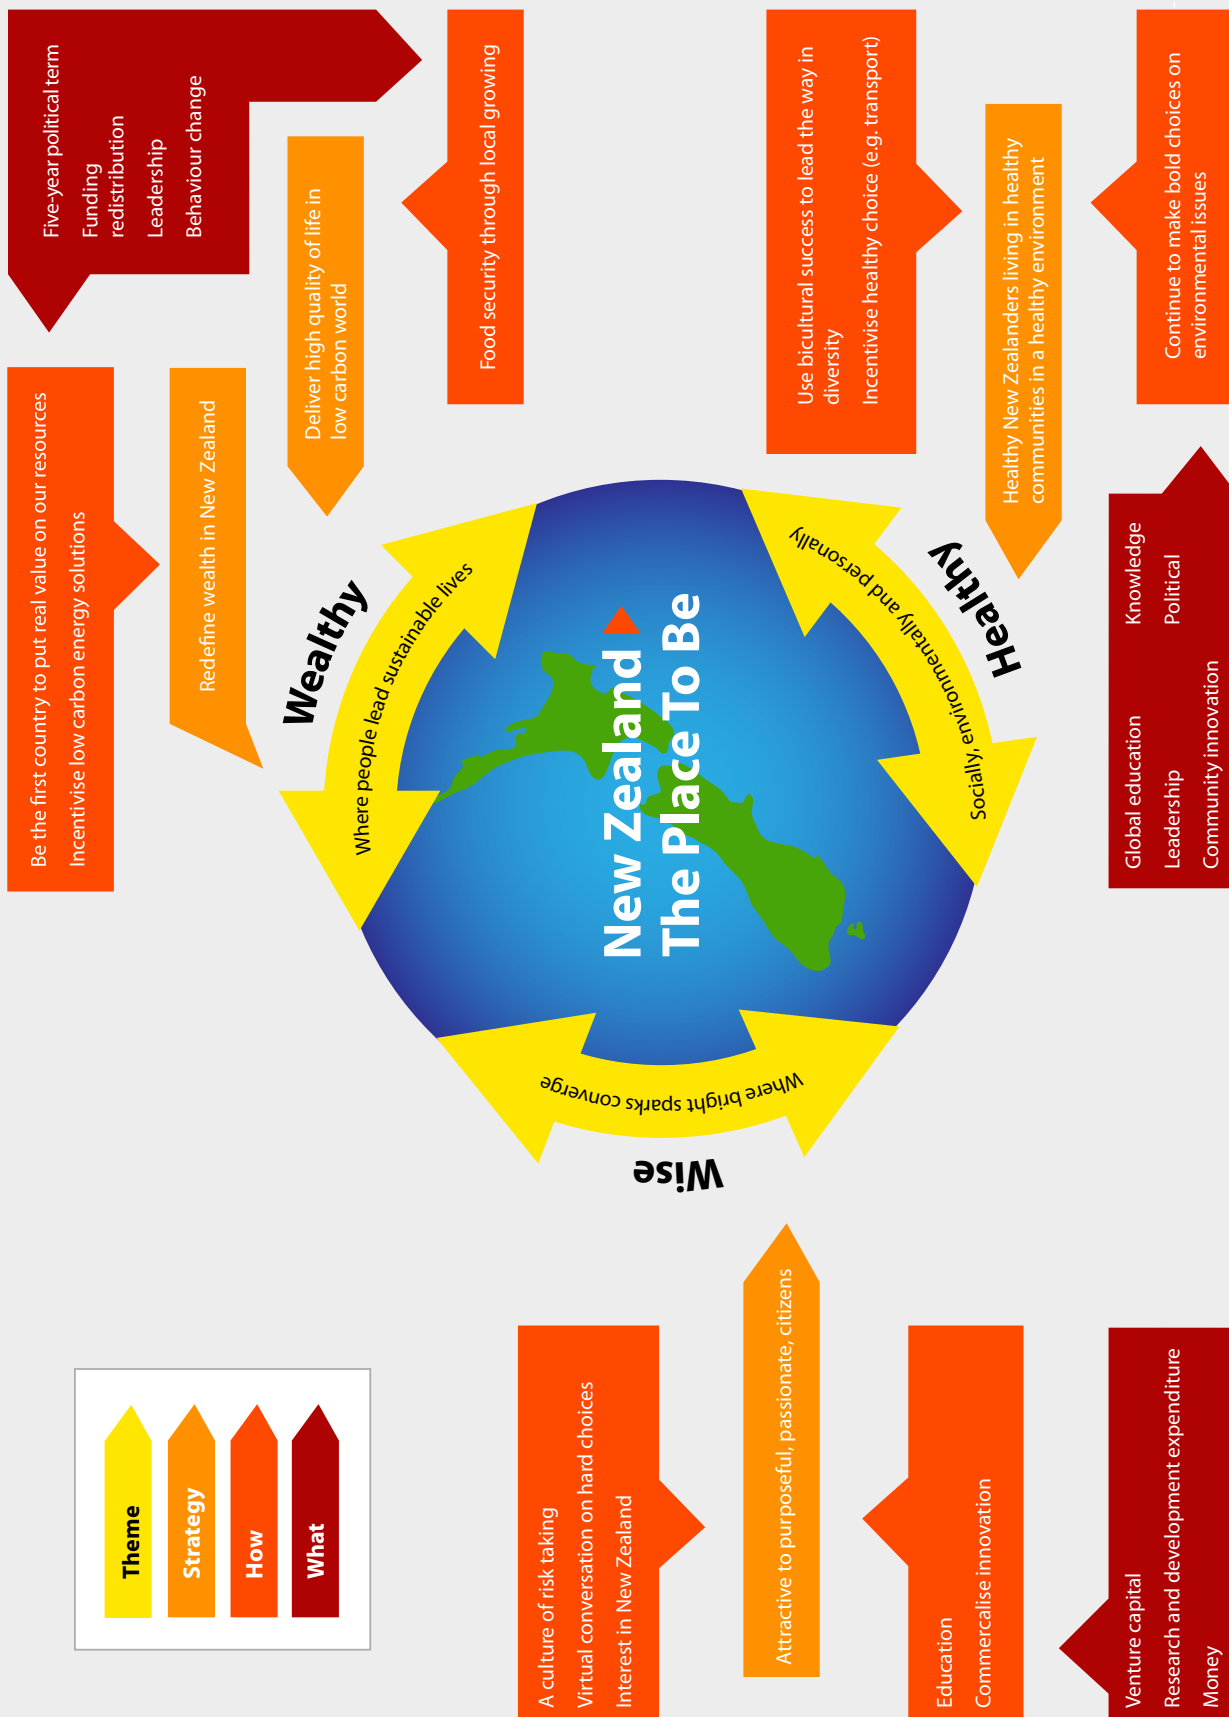 Theme
Strategy
How
What
Be the first country to put real value on our resources
Incentivise low carbon energy solutions
Five-year political term
Funding
redistribution
Leadership
Behaviour change
Redefine wealth in New Zealand
Deliver high quality of life in
low carbon world
Food security through local growing
Wealthy
Where people lead sustainable lives
New Zealand
The Place To Be
Wise
Where bright sparks converge
Healthy
Socially, environmentally and personally
A culture of risk taking
Virtual conversation on hard choices
Interest in New Zealand
Attractive to purposeful, passionate, citizens
Education
Commercalise innovation
Venture capital
Research and development expenditure
Money
Use bicultural success to lead the way in
diversity
Incentivise healthy choice (e.g. transport)
Healthy New Zealanders living in healthy
communities in a healthy environment
Continue to make bold choices on
environmental issues
Global education
Knowledge
Leadership
Political
Community innovation